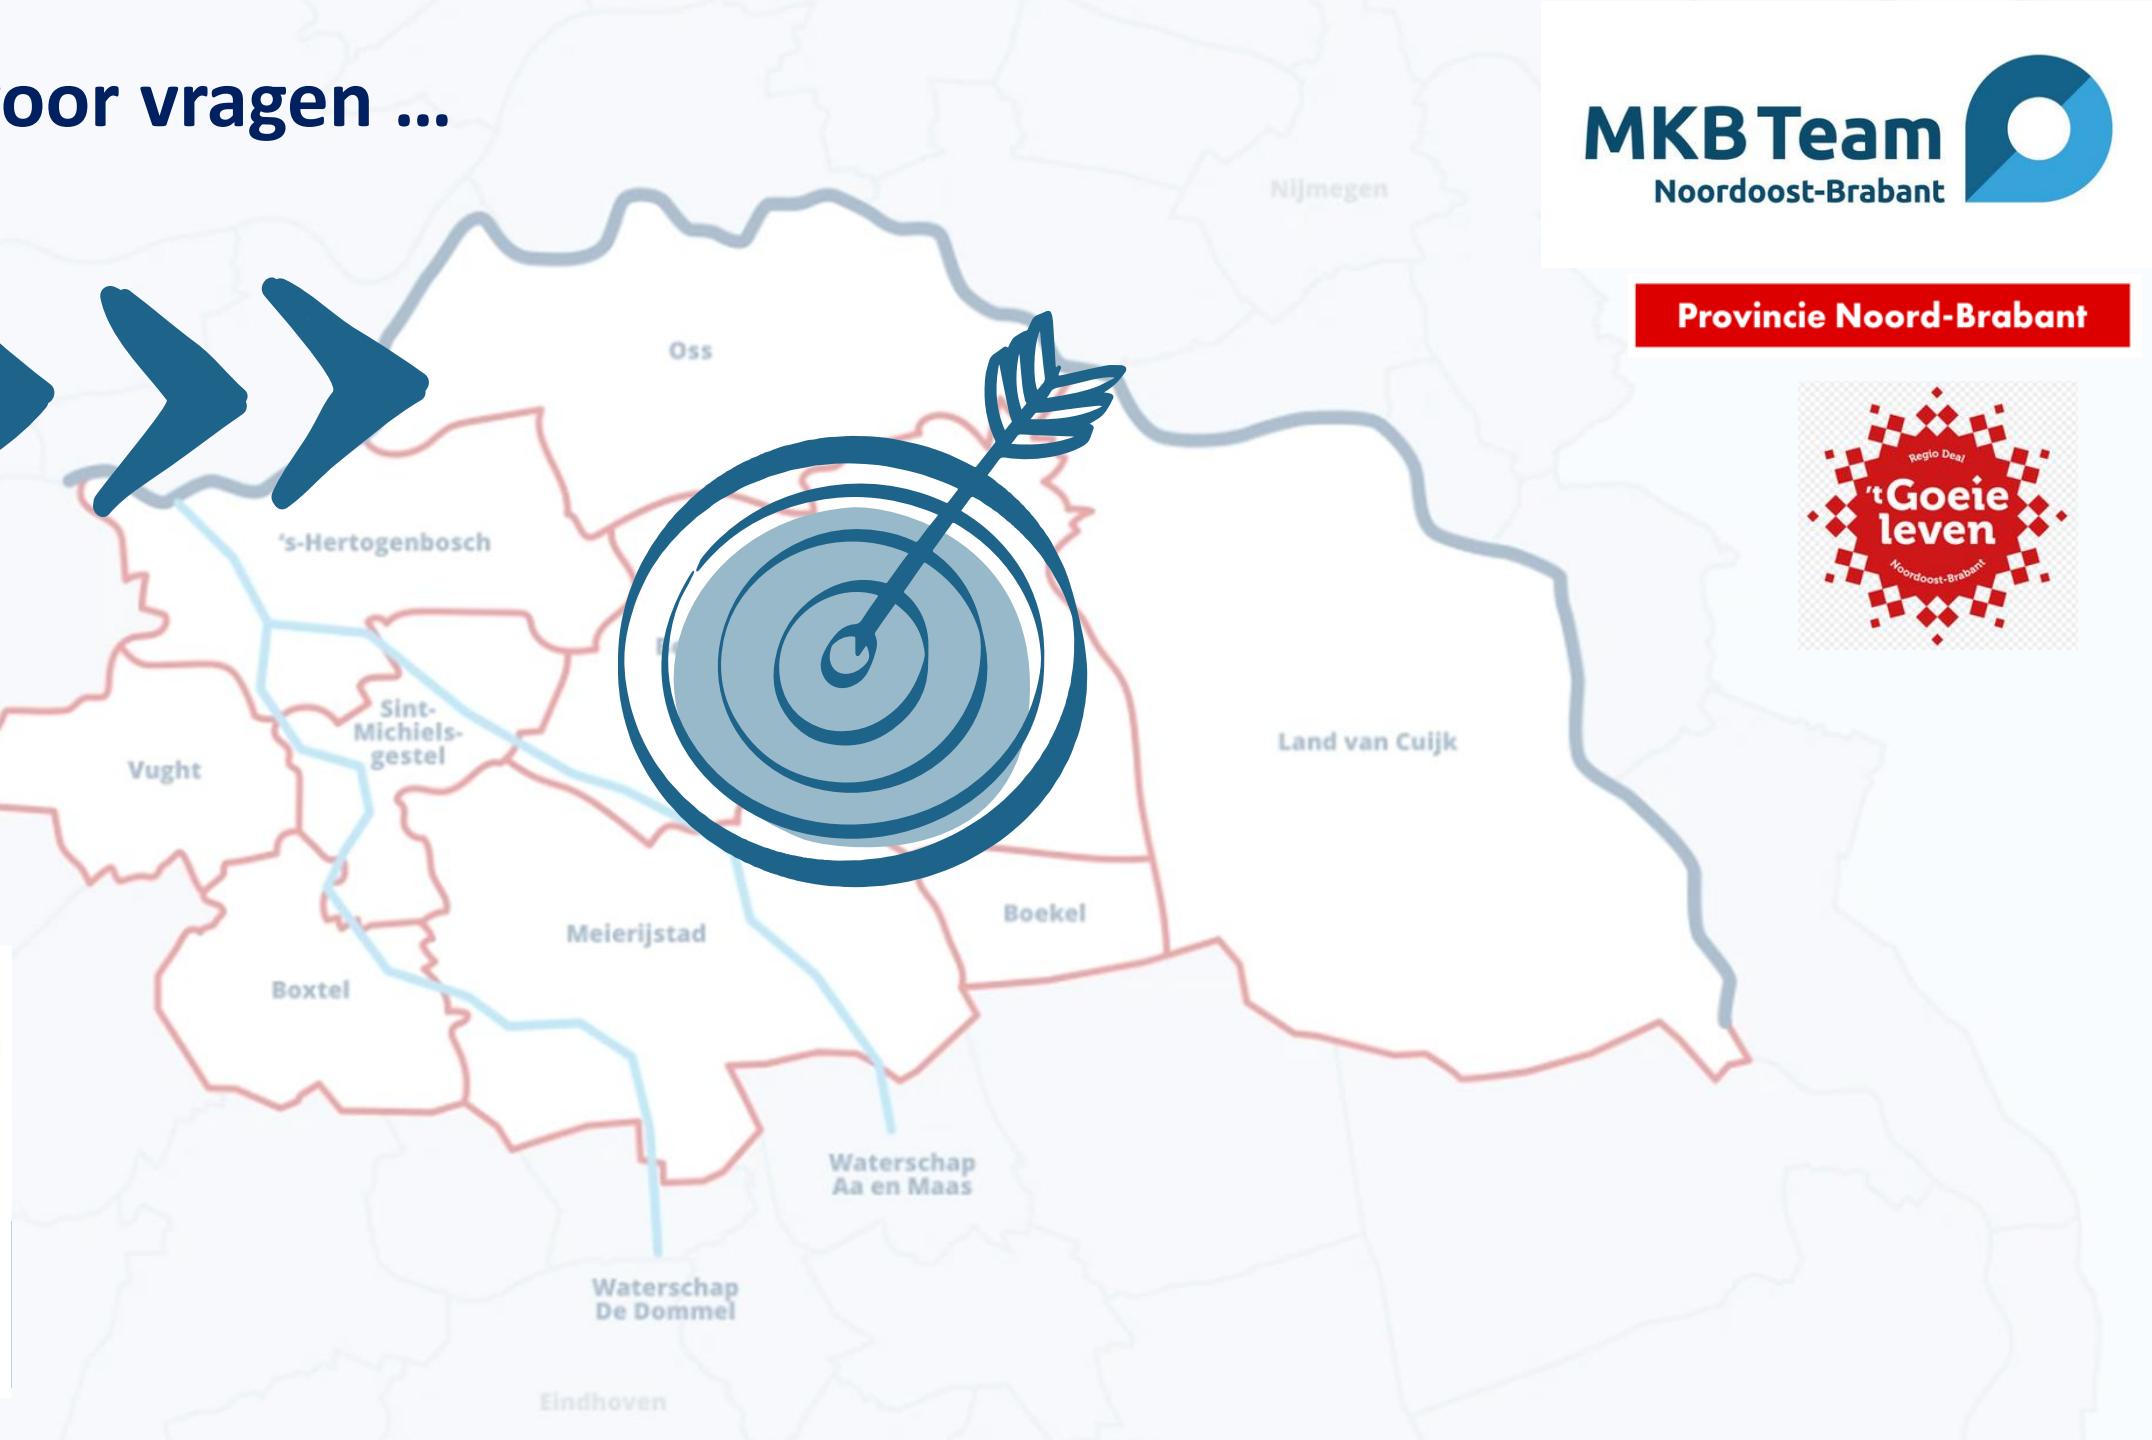 oor vragen ...
MKB Team
Noordoost-Brabant
Nijmegen
Provincie Noord-Brabant
Oss
Regio Deal
't Goeie
leven
Noordoost-Brabant
's-Hertogenbosch
Sint-
Michiels-
gestel
Vught
Land van Cuijk
Boekel
Meierijstad
Boxtel
Waterschap
Aa en Maas
Waterschap
De Dommel
Eindhoven